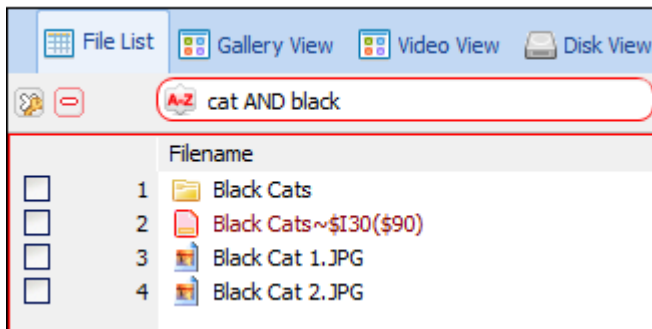 File List Gallery View Video View Disk View
A-Z cat AND black
Filename
1 Black Cats
2 Black Cats~$I30($90)
3 Black Cat 1.JPG
4 Black Cat 2.JPG